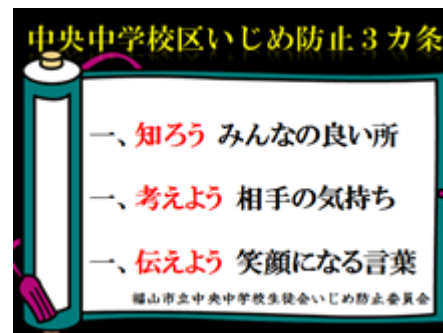 中央中学校区いじめ防止３カ条
一、知ろう みんなの良い所
一、考えよう 相手の気持ち
一、伝えよう 笑顔になる言葉
福山市立中央中学校生徒会いじめ防止委員会